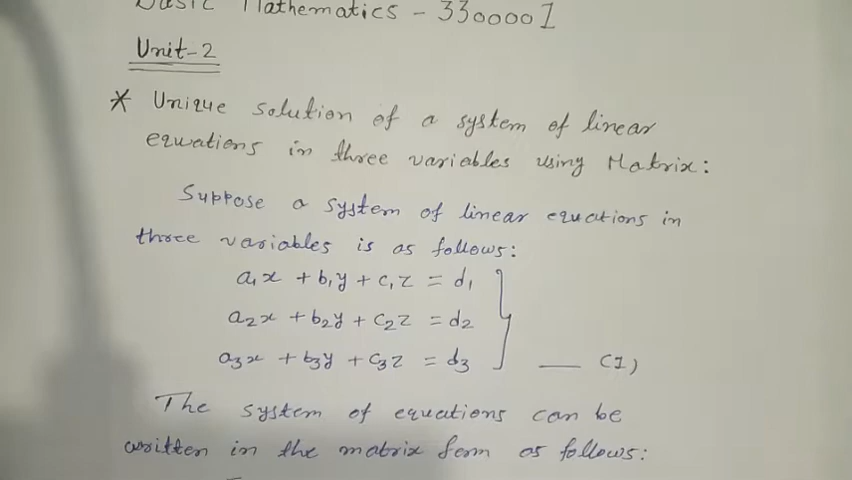 Basic Mathematics - 3300001
Unit-2
* Unique solution of a system of linear
equations in three variables using Matrix:
Suppose a system of linear equations in
three variables is as follows:
a₁x + b₁y + c₁z = d₁
a₂x + b₂y + c₂z = d₂
a₃x + b₃y + c₃z = d₃ — (1)
The system of equations can be
written in the matrix form as follows: